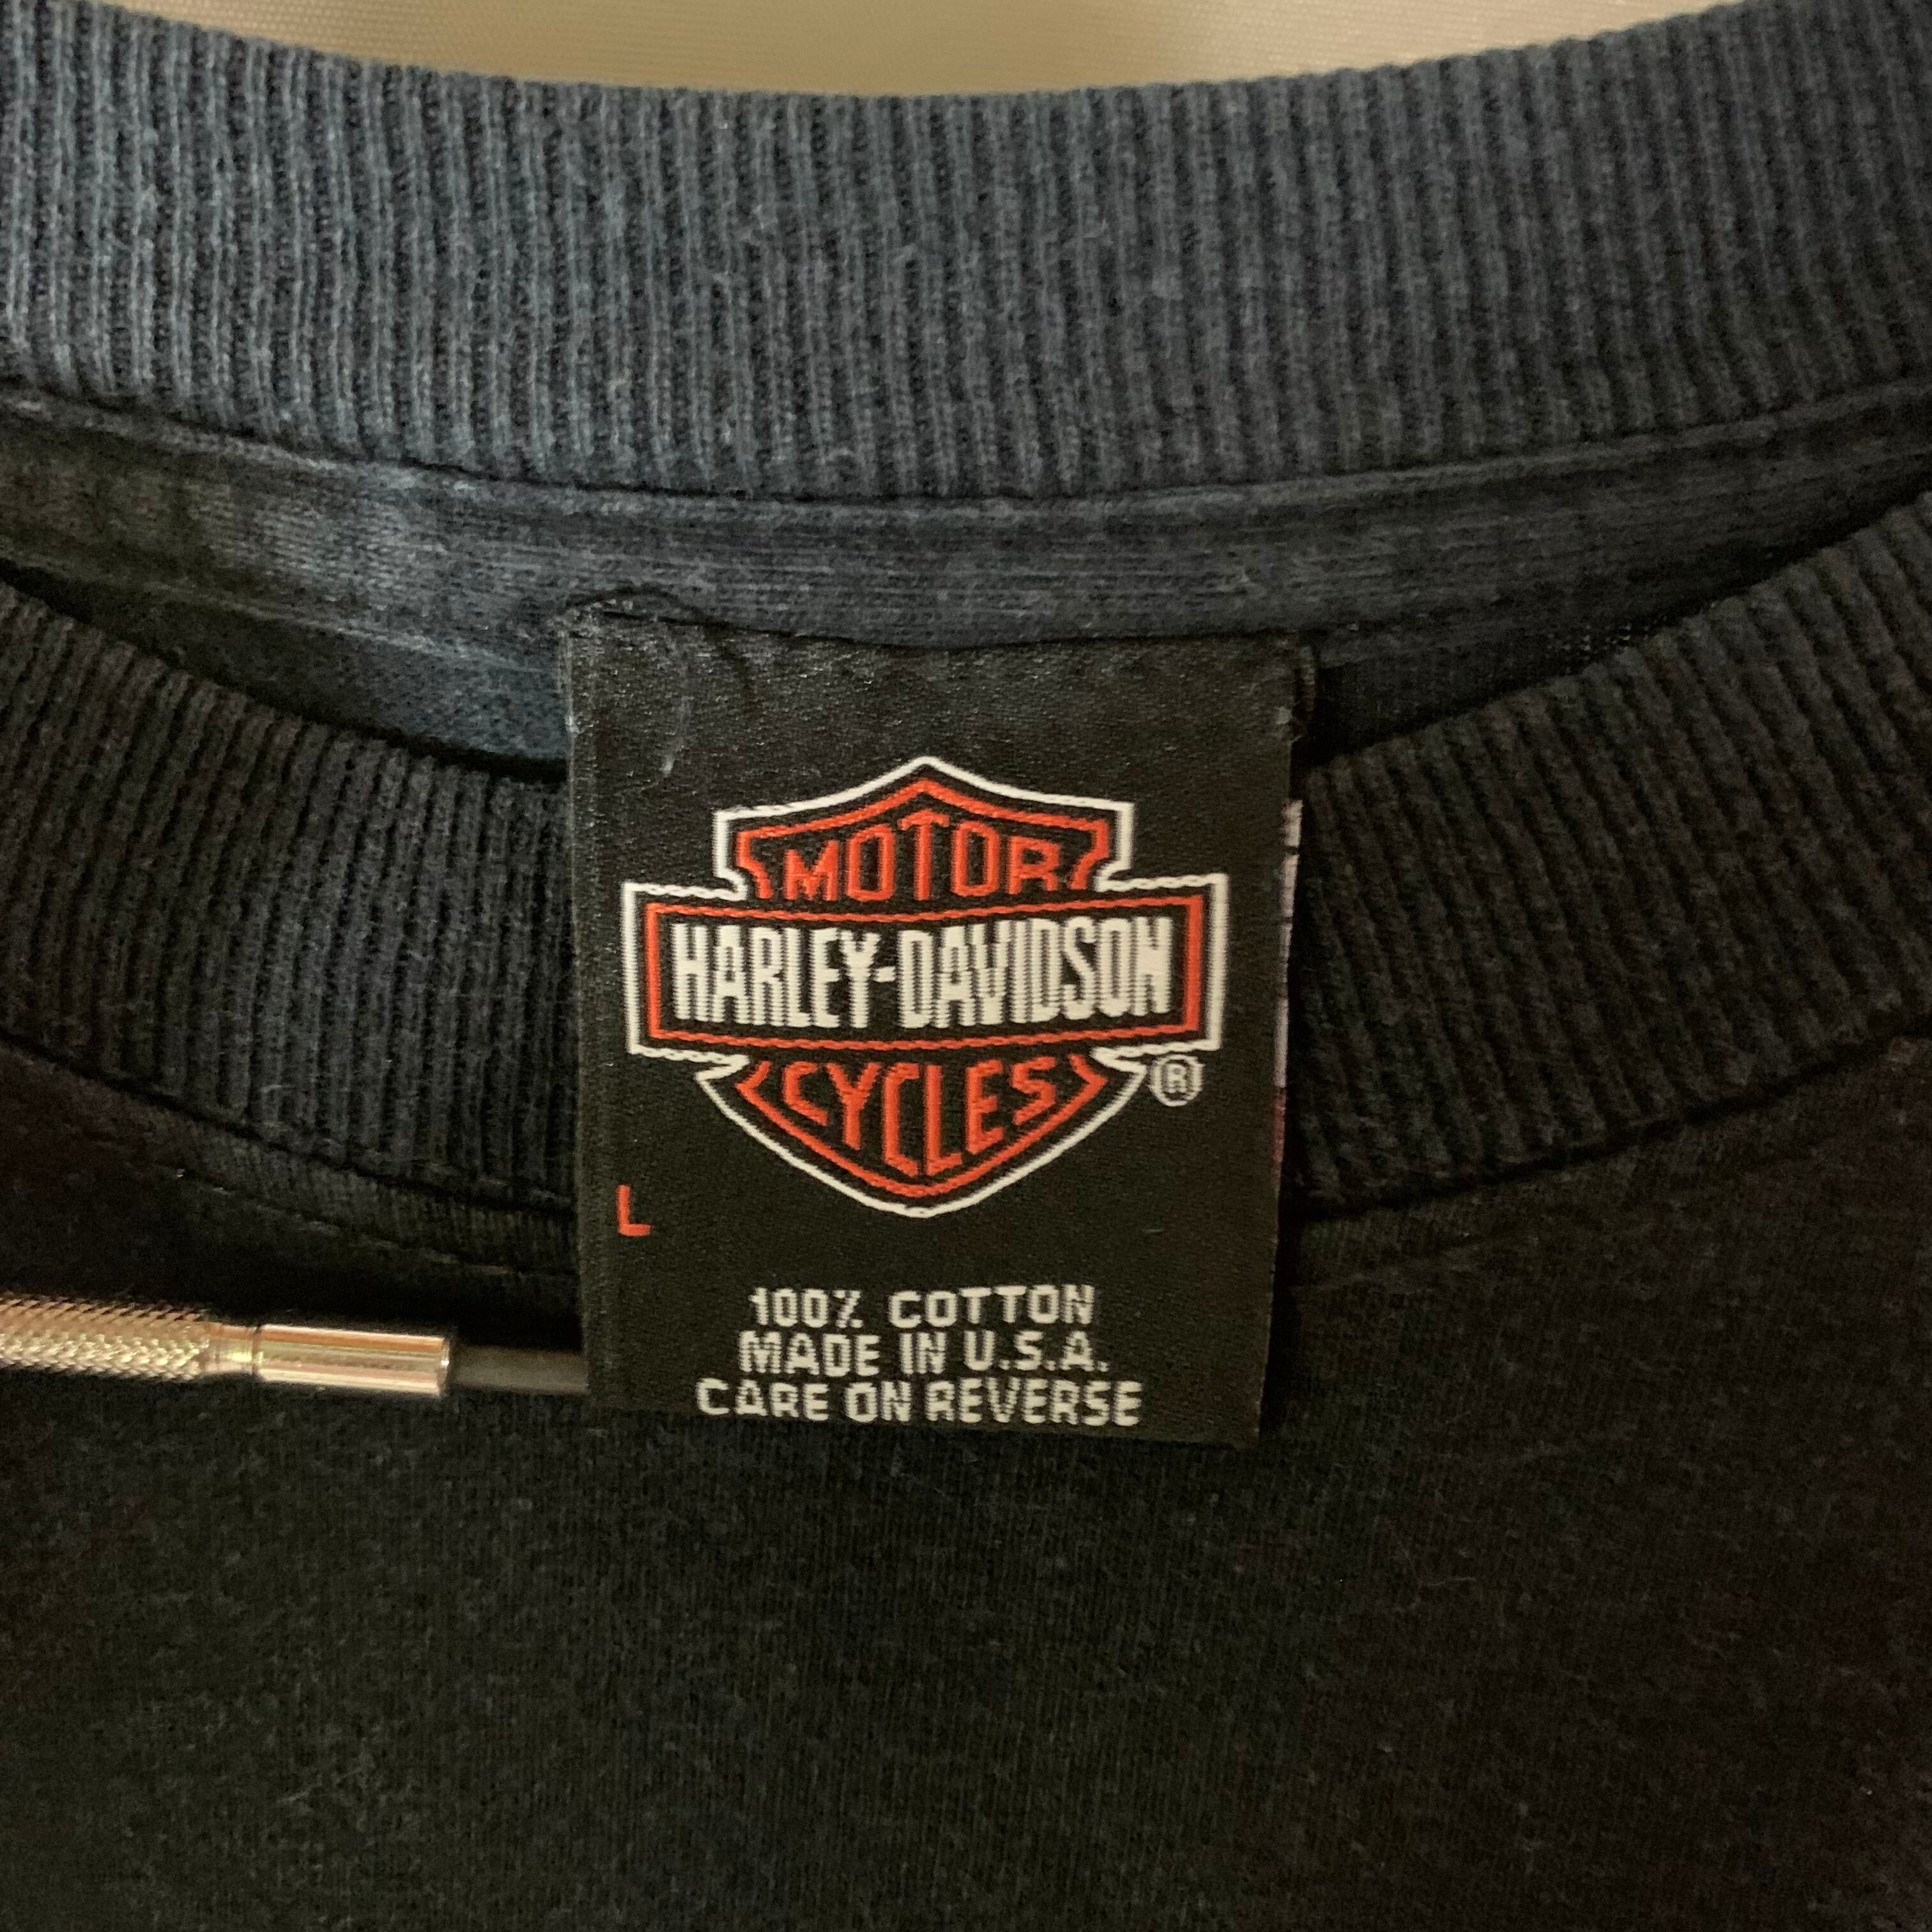 MOTOR
HARLEY-DAVIDSON
CYCLES
®
L
100% COTTON
MADE IN U.S.A.
CARE ON REVERSE